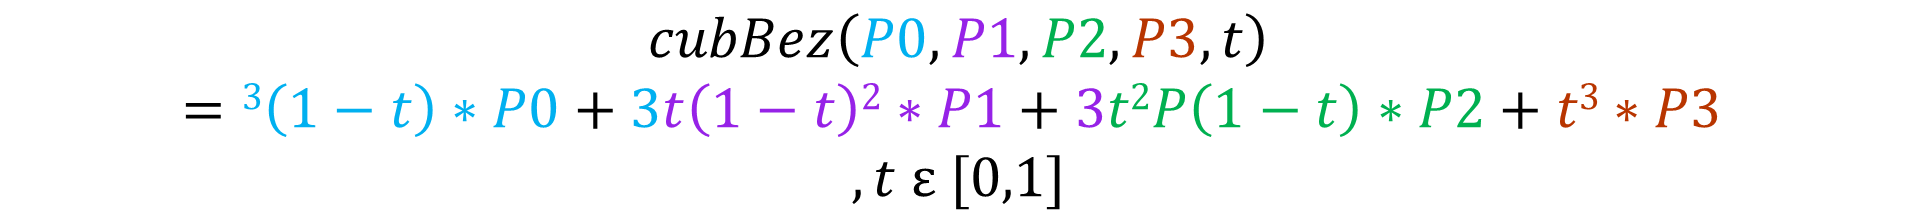 cubBez(P0, P1, P2, P3, t)
= ³(1 − t) ∗ P0 + 3t(1 − t)² ∗ P1 + 3t²P(1 − t) ∗ P2 + t³ ∗ P3
, t ε [0,1]